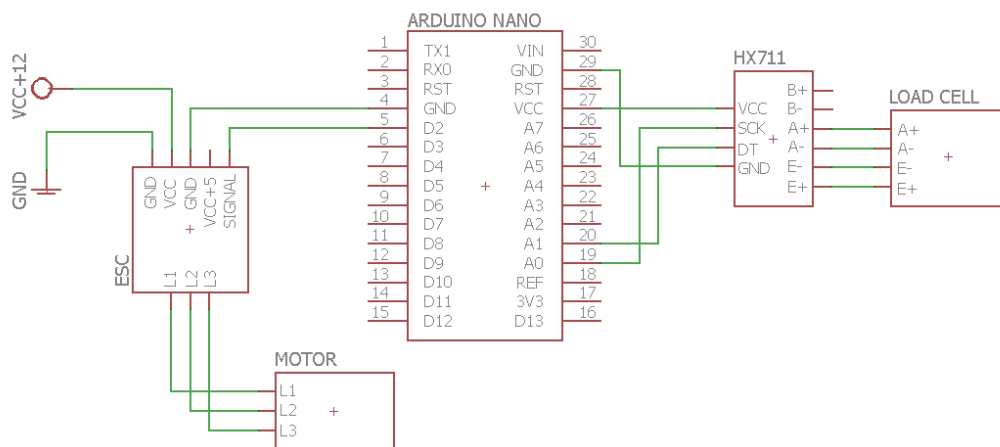 ARDUINO NANO
1 TX1 VIN 30
2 RX0 GND 29
3 RST RST 28
4 GND VCC 27
5 D2 A7 26
6 D3 A6 25
7 D4 A5 24
8 D5 A4 23
9 D6 A3 22
10 D7 A2 21
11 D8 A1 20
12 D9 A0 19
13 D10 REF 18
14 D11 3V3 17
15 D12 D13 16
VCC+12
GND
ESC
GND
VCC
GND
VCC+5
SIGNAL
L1
L2
L3
MOTOR
L1
L2
L3
HX711
B+
VCC B-
SCK A+
DT A-
GND E-
E+
LOAD CELL
A+
A-
E-
E+